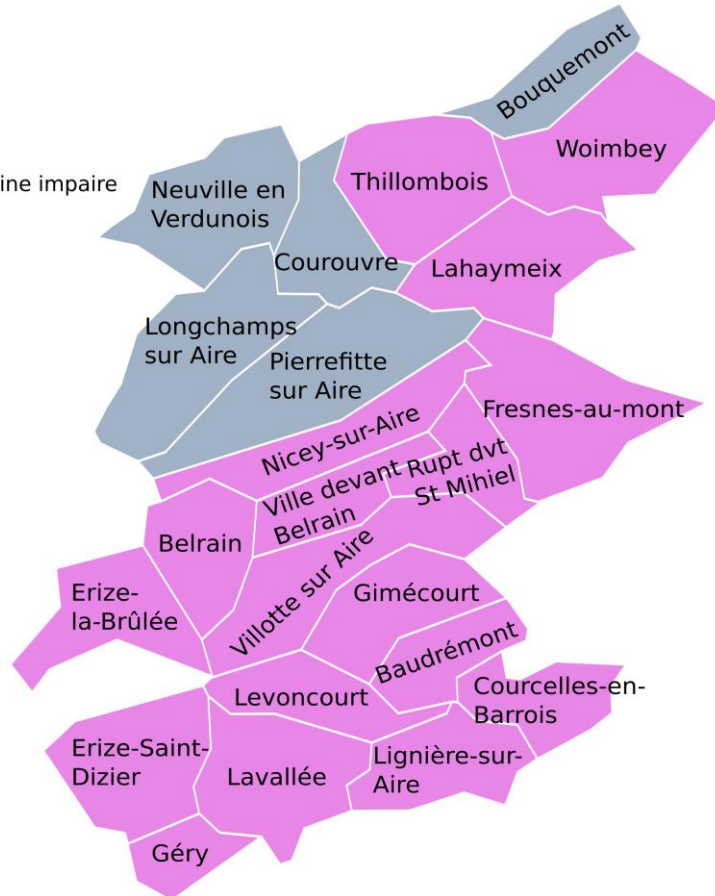 Bouquemont
Woimbey
ine impaire
Neuville en
Verdunois
Thillombois
Courouvre
Lahaymeix
Longchamps
sur Aire
Pierrefitte
sur Aire
Fresnes-au-mont
Nicey-sur-Aire
Ville devant
Belrain
Rupt dvt
St Mihiel
Belrain
Villotte sur Aire
Erize-
la-Brûlée
Gimécourt
Baudrémont
Levoncourt
Courcelles-en-
Barrois
Erize-Saint-
Dizier
Lavallée
Lignière-sur-
Aire
Géry